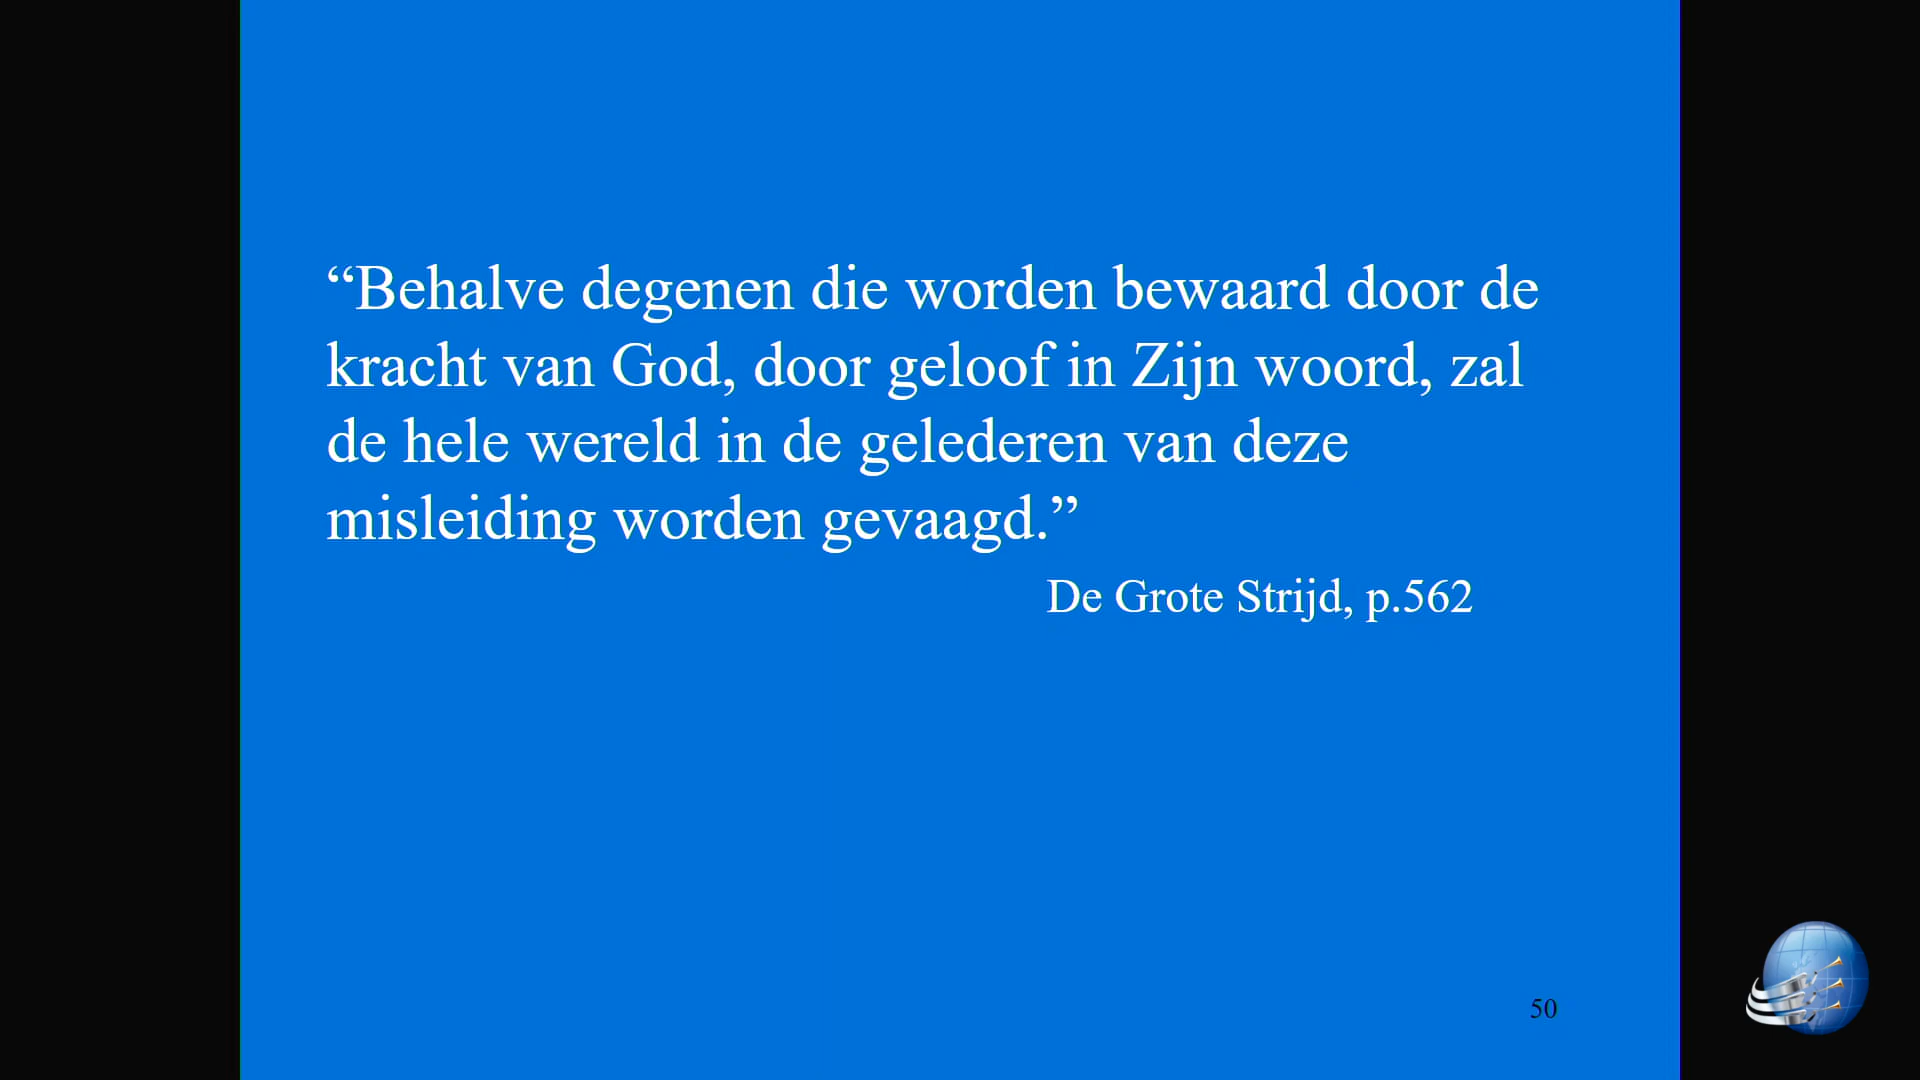 “Behalve degenen die worden bewaard door de
kracht van God, door geloof in Zijn woord, zal
de hele wereld in de gelederen van deze
misleiding worden gevaagd.”
De Grote Strijd, p.562
50